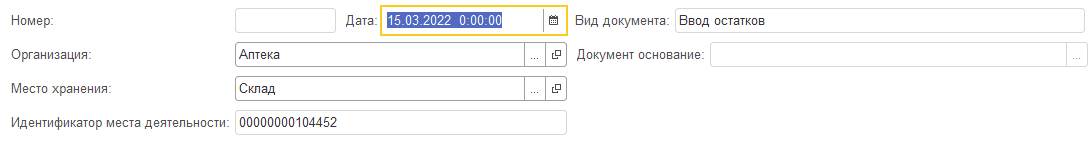 Номер: Дата: 15.03.2022 0:00:00 Вид документа: Ввод остатков
Организация: Аптека ... Документ основание: ...
Место хранения: Склад ...
Идентификатор места деятельности: 00000000104452